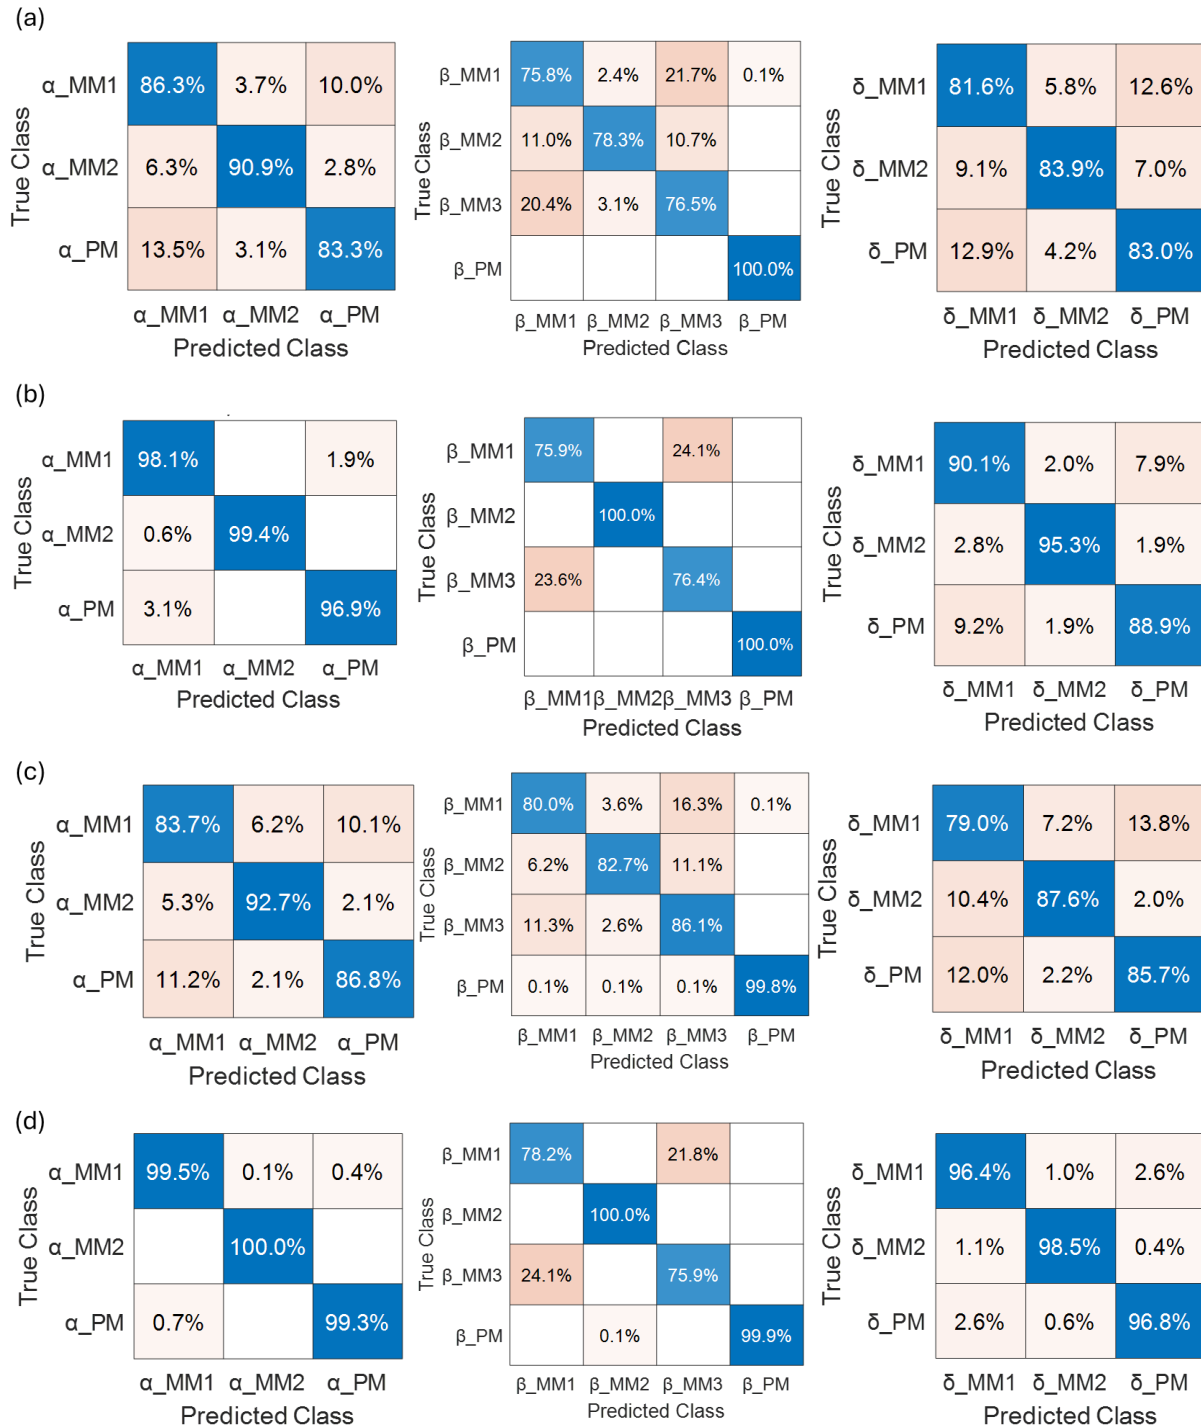 (a)
True Class
α_MM1 86.3% 3.7% 10.0%
α_MM2 6.3% 90.9% 2.8%
α_PM 13.5% 3.1% 83.3%
α_MM1 α_MM2 α_PM
Predicted Class
True Class
β_MM1 75.8% 2.4% 21.7% 0.1%
β_MM2 11.0% 78.3% 10.7%
β_MM3 20.4% 3.1% 76.5%
β_PM 100.0%
β_MM1 β_MM2 β_MM3 β_PM
Predicted Class
True Class
δ_MM1 81.6% 5.8% 12.6%
δ_MM2 9.1% 83.9% 7.0%
δ_PM 12.9% 4.2% 83.0%
δ_MM1 δ_MM2 δ_PM
Predicted Class
(b)
True Class
α_MM1 98.1% 1.9%
α_MM2 0.6% 99.4%
α_PM 3.1% 96.9%
α_MM1 α_MM2 α_PM
Predicted Class
True Class
β_MM1 75.9% 24.1%
β_MM2 100.0%
β_MM3 23.6% 76.4%
β_PM 100.0%
β_MM1 β_MM2 β_MM3 β_PM
Predicted Class
True Class
δ_MM1 90.1% 2.0% 7.9%
δ_MM2 2.8% 95.3% 1.9%
δ_PM 9.2% 1.9% 88.9%
δ_MM1 δ_MM2 δ_PM
Predicted Class
(c)
True Class
α_MM1 83.7% 6.2% 10.1%
α_MM2 5.3% 92.7% 2.1%
α_PM 11.2% 2.1% 86.8%
α_MM1 α_MM2 α_PM
Predicted Class
True Class
β_MM1 80.0% 3.6% 16.3% 0.1%
β_MM2 6.2% 82.7% 11.1%
β_MM3 11.3% 2.6% 86.1%
β_PM 0.1% 0.1% 0.1% 99.8%
β_MM1 β_MM2 β_MM3 β_PM
Predicted Class
True Class
δ_MM1 79.0% 7.2% 13.8%
δ_MM2 10.4% 87.6% 2.0%
δ_PM 12.0% 2.2% 85.7%
δ_MM1 δ_MM2 δ_PM
Predicted Class
(d)
True Class
α_MM1 99.5% 0.1% 0.4%
α_MM2 100.0%
α_PM 0.7% 99.3%
α_MM1 α_MM2 α_PM
Predicted Class
True Class
β_MM1 78.2% 21.8%
β_MM2 100.0%
β_MM3 24.1% 75.9%
β_PM 0.1% 99.9%
β_MM1 β_MM2 β_MM3 β_PM
Predicted Class
True Class
δ_MM1 96.4% 1.0% 2.6%
δ_MM2 1.1% 98.5% 0.4%
δ_PM 2.6% 0.6% 96.8%
δ_MM1 δ_MM2 δ_PM
Predicted Class